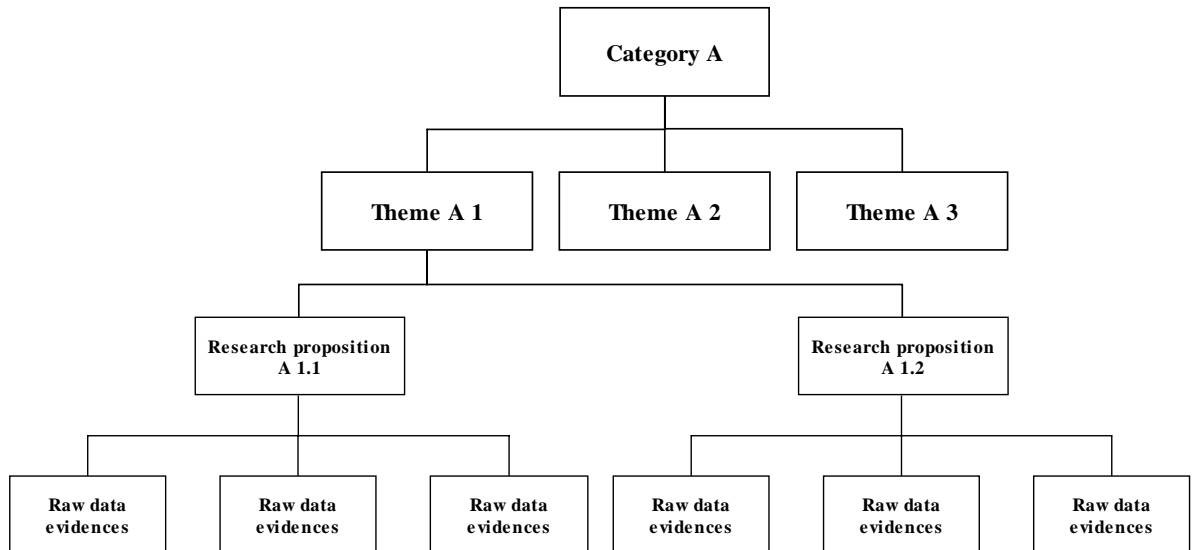 Category A
Theme A 1
Theme A 2
Theme A 3
Research proposition
A 1.1
Research proposition
A 1.2
Raw data
evidences
Raw data
evidences
Raw data
evidences
Raw data
evidences
Raw data
evidences
Raw data
evidences